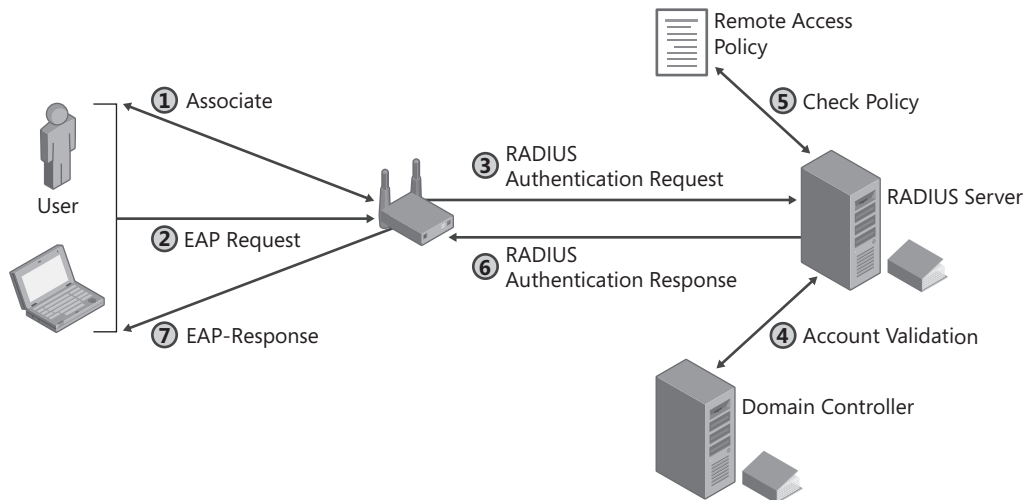 Remote Access
Policy
① Associate
⑤ Check Policy
③ RADIUS
Authentication Request
User
RADIUS Server
② EAP Request
⑥ RADIUS
Authentication Response
⑦ EAP-Response
④ Account Validation
Domain Controller